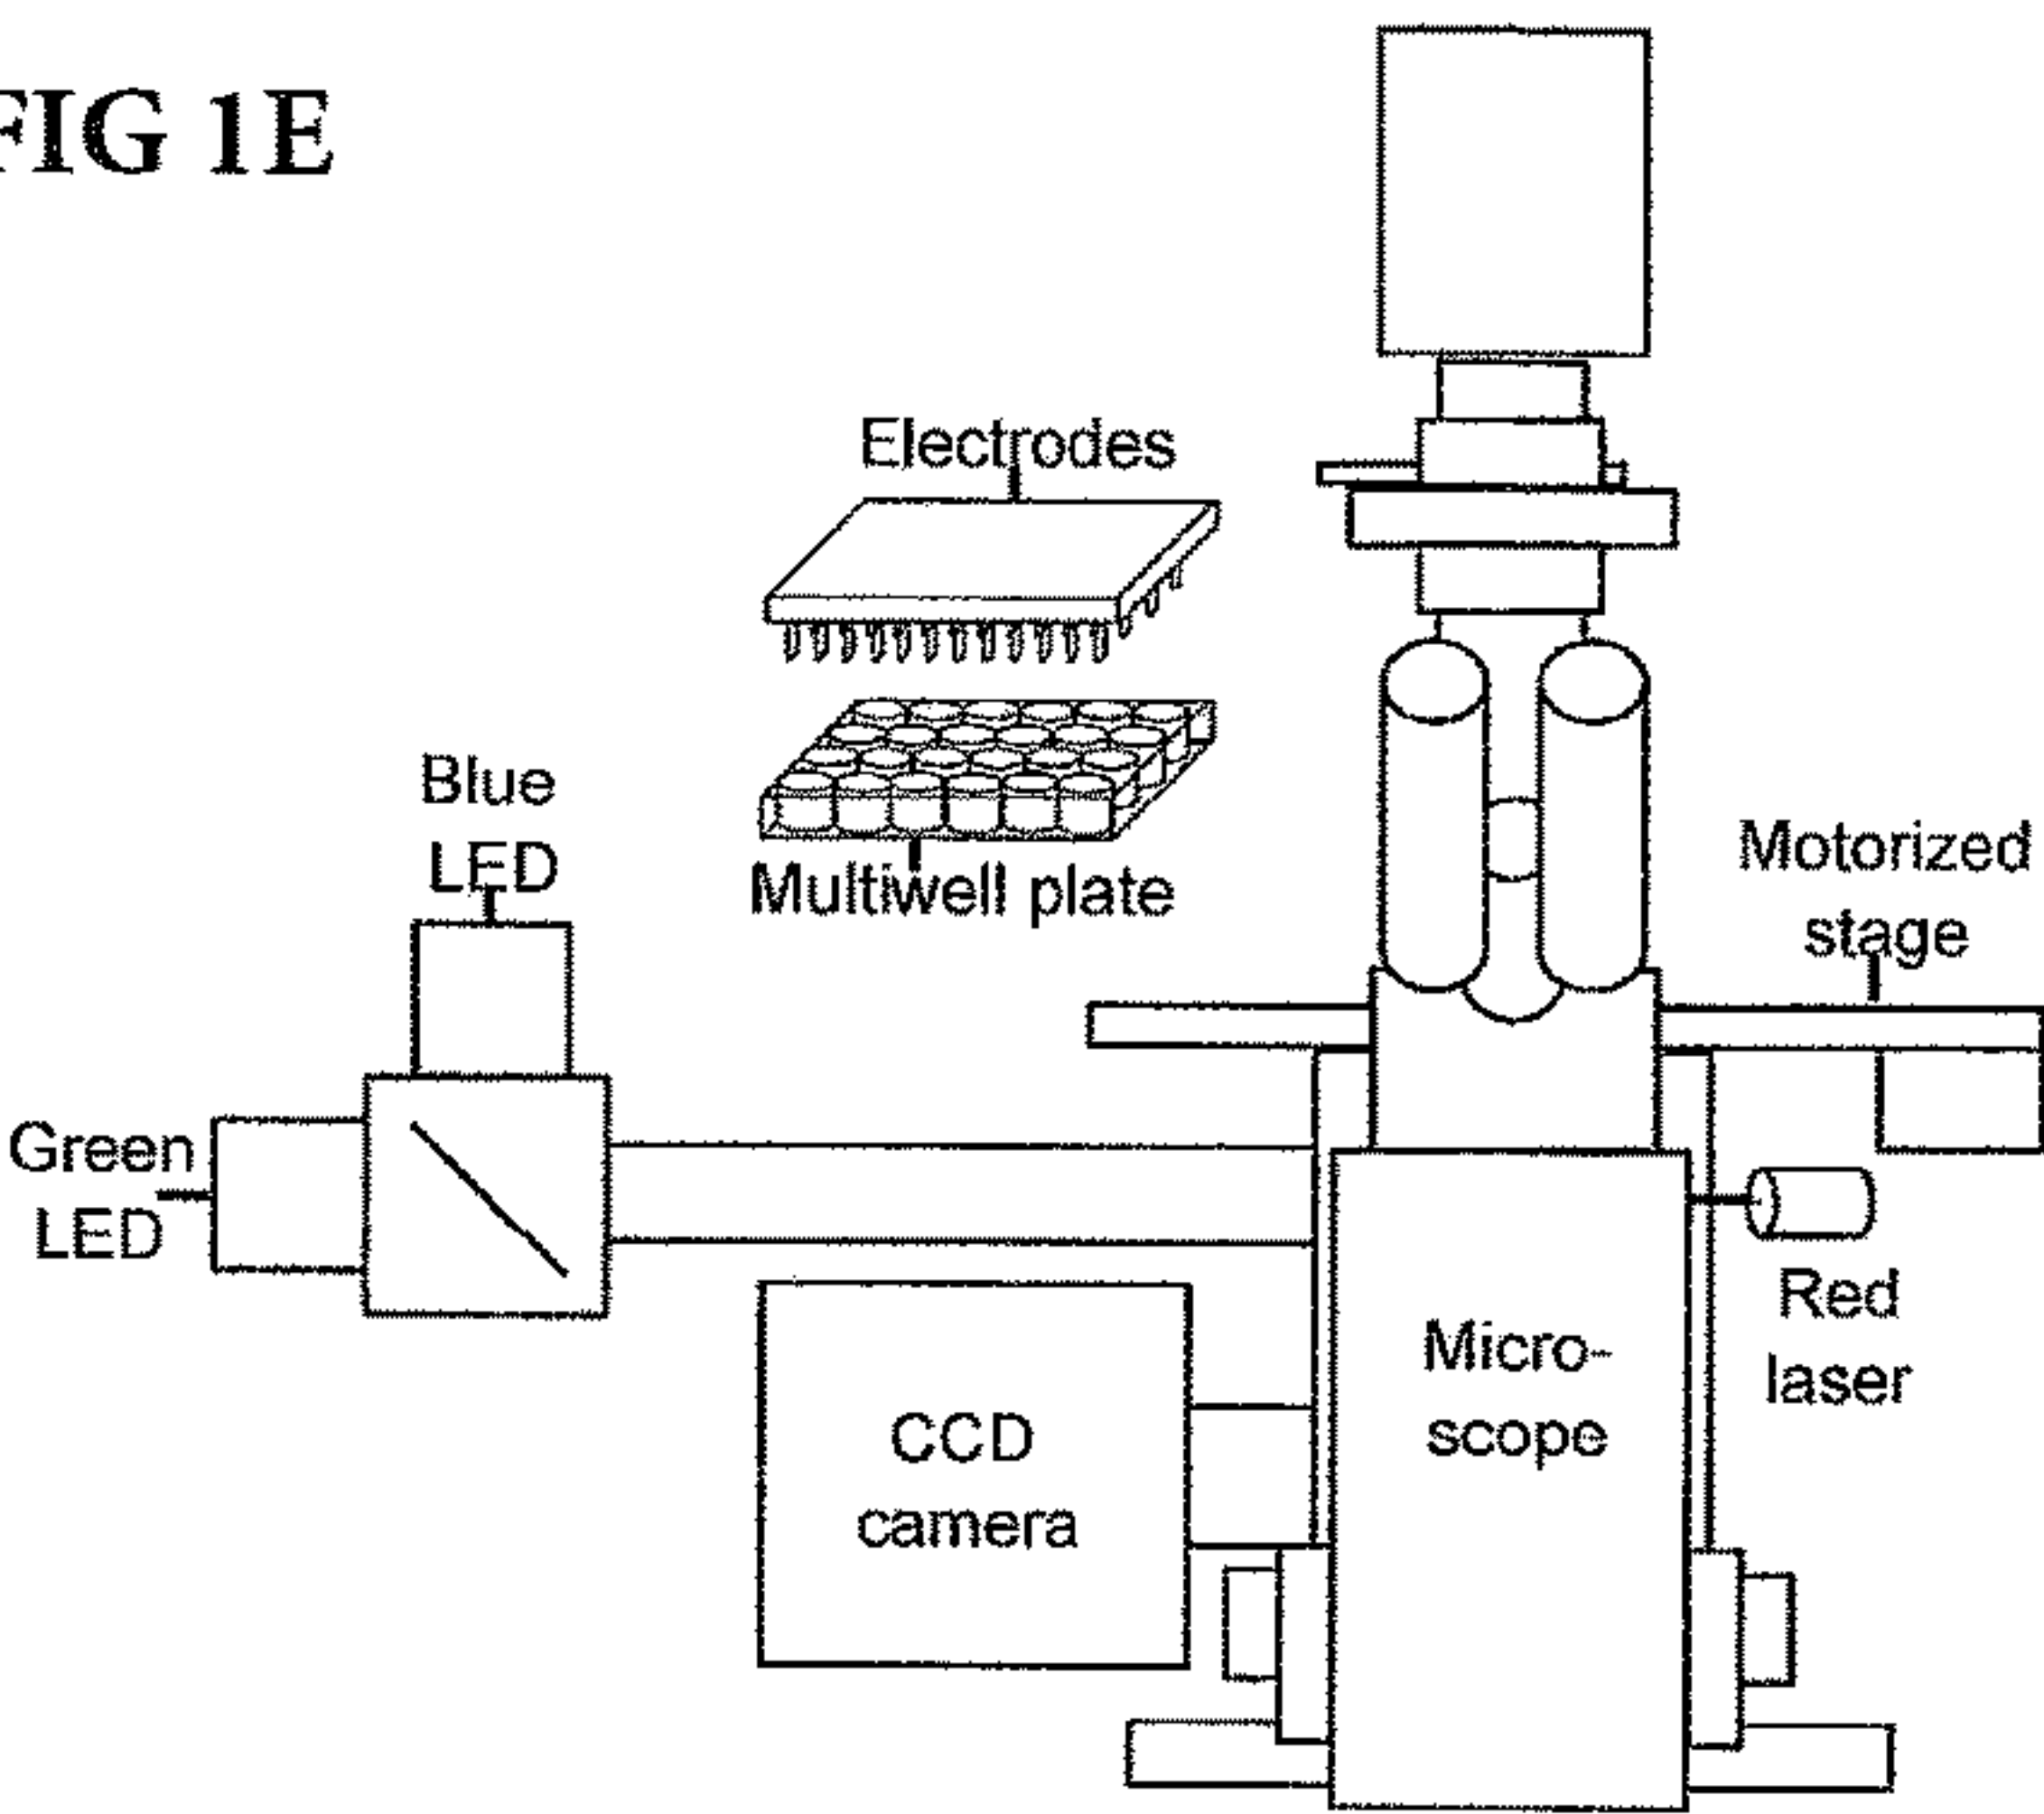 FIG 1E
Electrodes
Multiwell plate
Blue
LED
Green
LED
Motorized
stage
Red
laser
Micro-
scope
CCD
camera